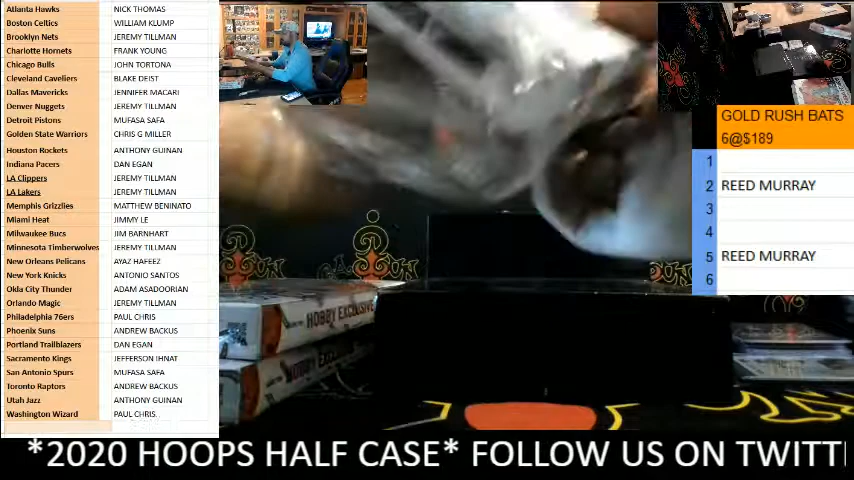 Atlanta Hawks NICK THOMAS
Boston Celtics WILLIAM KLUMP
Brooklyn Nets JEREMY TILLMAN
Charlotte Hornets FRANK YOUNG
Chicago Bulls JOHN TORTONA
Cleveland Cavaliers BLAKE DEIST
Dallas Mavericks JENNIFER MACARI
Denver Nuggets JEREMY TILLMAN
Detroit Pistons MUFASA SAFA
Golden State Warriors CHRIS G MILLER
Houston Rockets ANTHONY GUINAN
Indiana Pacers DAN EGAN
LA Clippers JEREMY TILLMAN
LA Lakers JEREMY TILLMAN
Memphis Grizzlies MATTHEW BENINATO
Miami Heat JIMMY LE
Milwaukee Bucs JIM BARNHART
Minnesota Timberwolves JEREMY TILLMAN
New Orleans Pelicans AYAZ HAFEEZ
New York Knicks ANTONIO SANTOS
Okla City Thunder ADAM ASADOORIAN
Orlando Magic JEREMY TILLMAN
Philadelphia 76ers PAUL CHRIS
Phoenix Suns ANDREW BACKUS
Portland Trailblazers DAN EGAN
Sacramento Kings JEFFERSON IHNAT
San Antonio Spurs MUFASA SAFA
Toronto Raptors ANDREW BACKUS
Utah Jazz ANTHONY GUINAN
Washington Wizard PAUL CHRIS
GOLD RUSH BATS
6@$189
1
2 REED MURRAY
3
4
5 REED MURRAY
6
HOBBY EXCLUSIVE
*2020 HOOPS HALF CASE* FOLLOW US ON TWITT